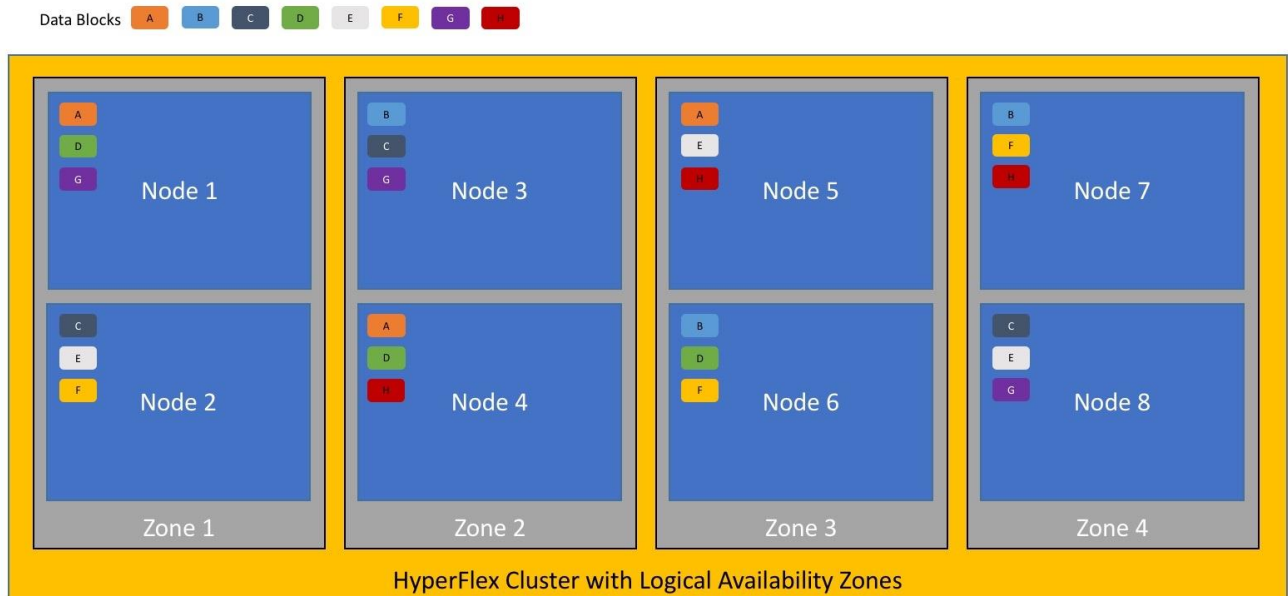 Data Blocks A B C D E F G H
A B A B
D C E F
G G H H
Node 1 Node 3 Node 5 Node 7
C A B C
E D D E
F H F G
Node 2 Node 4 Node 6 Node 8
Zone 1 Zone 2 Zone 3 Zone 4
HyperFlex Cluster with Logical Availability Zones